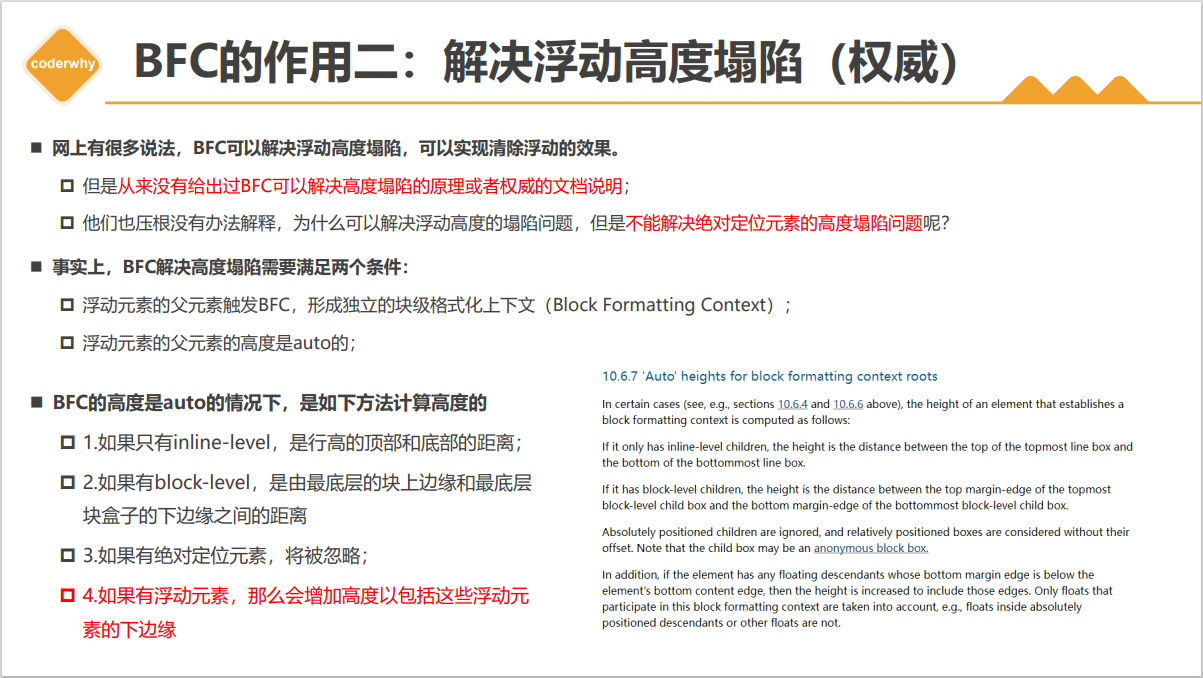 coderwhy
BFC的作用二：解决浮动高度塌陷（权威）
网上有很多说法，BFC可以解决浮动高度塌陷，可以实现清除浮动的效果。
但是从来没有给出过BFC可以解决高度塌陷的原理或者权威的文档说明；
他们也压根没有办法解释，为什么可以解决浮动高度的塌陷问题，但是不能解决绝对定位元素的高度塌陷问题呢？
事实上，BFC解决高度塌陷需要满足两个条件：
浮动元素的父元素触发BFC，形成独立的块级格式化上下文（Block Formatting Context）；
浮动元素的父元素的高度是auto的；
BFC的高度是auto的情况下，是如下方法计算高度的
1.如果只有inline-level，是行高的顶部和底部的距离；
2.如果有block-level，是由最底层的块上边缘和最底层
块盒子的下边缘之间的距离
3.如果有绝对定位元素，将被忽略；
4.如果有浮动元素，那么会增加高度以包括这些浮动元
素的下边缘
10.6.7 'Auto' heights for block formatting context roots
In certain cases (see, e.g., sections 10.6.4 and 10.6.6 above), the height of an element that establishes a
block formatting context is computed as follows:
If it only has inline-level children, the height is the distance between the top of the topmost line box and
the bottom of the bottommost line box.
If it has block-level children, the height is the distance between the top margin-edge of the topmost
block-level child box and the bottom margin-edge of the bottommost block-level child box.
Absolutely positioned children are ignored, and relatively positioned boxes are considered without their
offset. Note that the child box may be an anonymous block box.
In addition, if the element has any floating descendants whose bottom margin edge is below the
element's bottom content edge, then the height is increased to include those edges. Only floats that
participate in this block formatting context are taken into account, e.g., floats inside absolutely
positioned descendants or other floats are not.